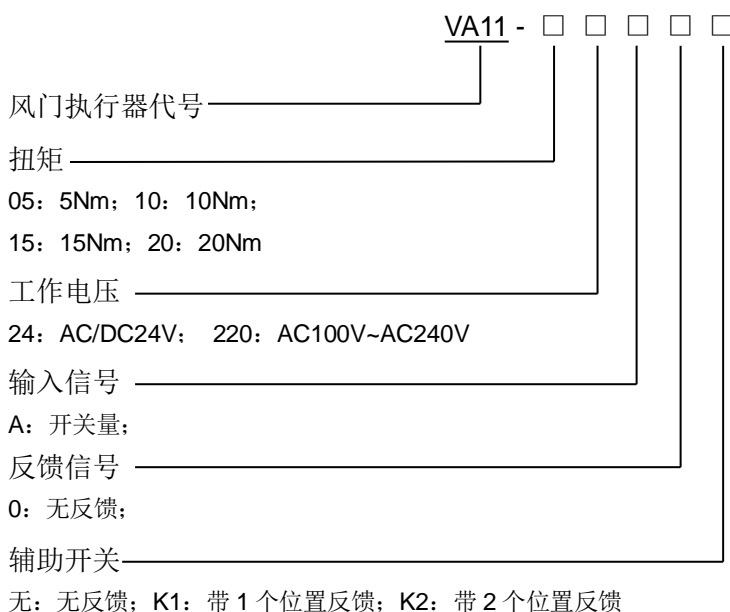 VA11 - □ □ □ □ □
风门执行器代号
扭矩
05：5Nm；10：10Nm；
15：15Nm；20：20Nm
工作电压
24：AC/DC24V； 220：AC100V~AC240V
输入信号
A：开关量；
反馈信号
0：无反馈；
辅助开关
无：无反馈；K1：带 1 个位置反馈；K2：带 2 个位置反馈